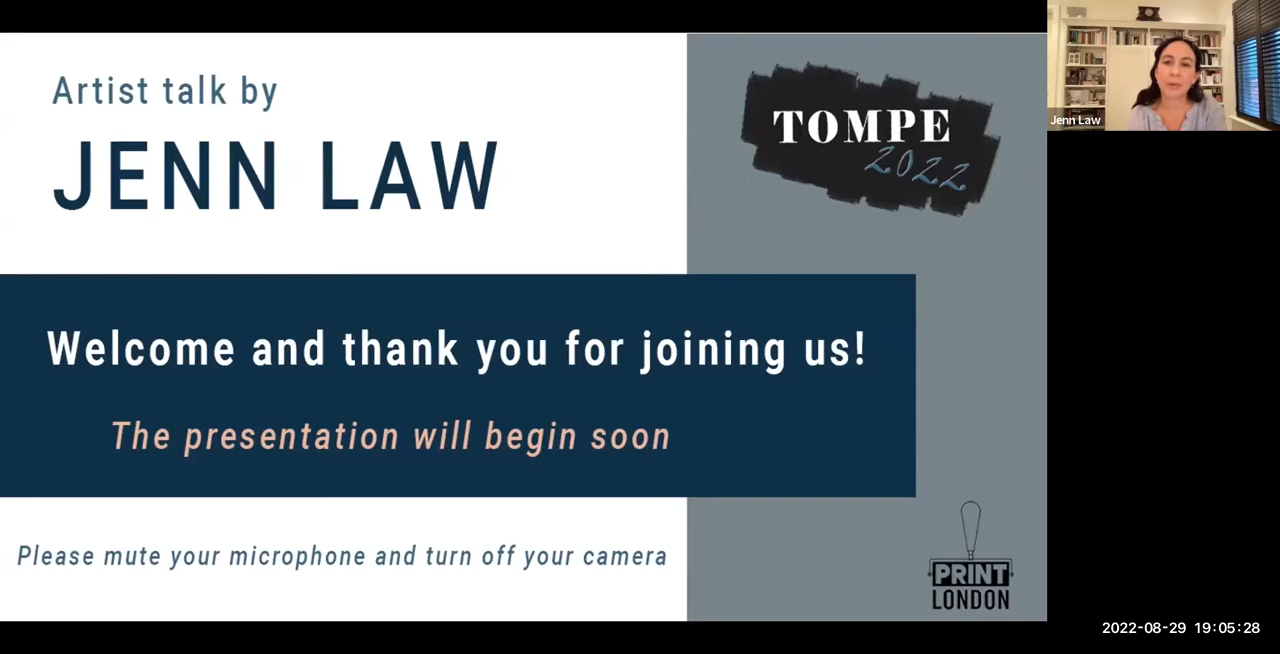 Artist talk by
JENN LAW
TOMPE
2022
Jenn Law
Welcome and thank you for joining us!
The presentation will begin soon
Please mute your microphone and turn off your camera
PRINT
LONDON
2022-08-29 19:05:28